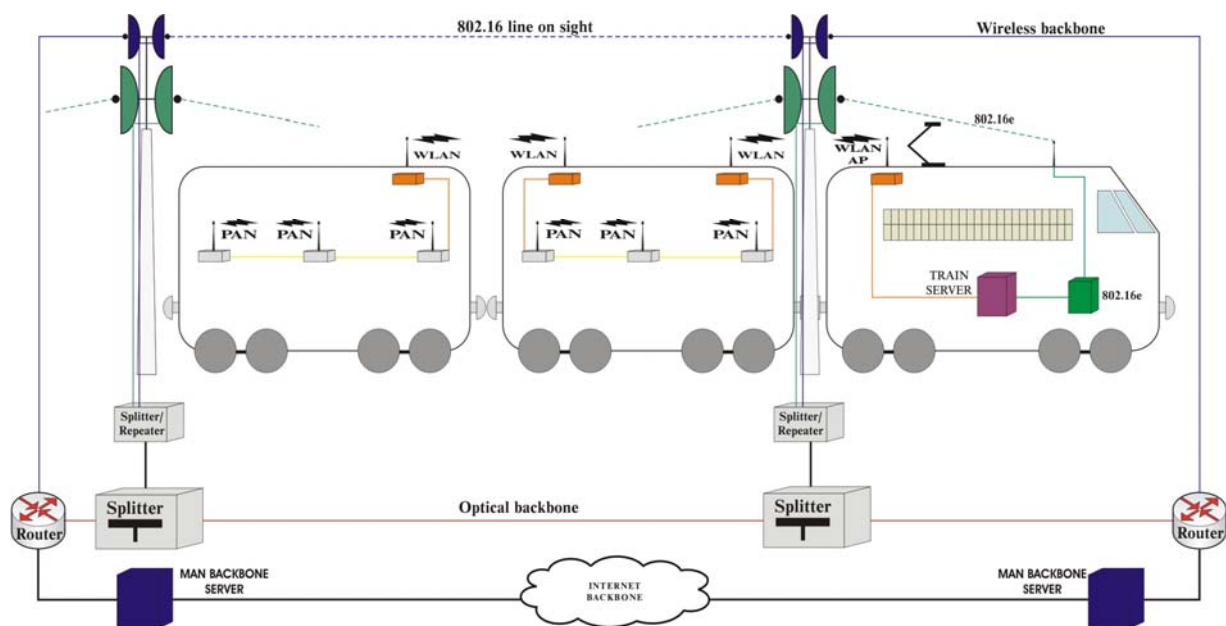 802.16 line on sight
Wireless backbone
802.16e
WLAN
WLAN
WLAN
WLAN
AP
PAN
PAN
PAN
PAN
PAN
PAN
TRAIN
SERVER
802.16e
Splitter/
Repeater
Splitter/
Repeater
Splitter
Optical backbone
Splitter
Router
Router
MAN BACKBONE
SERVER
INTERNET
BACKBONE
MAN BACKBONE
SERVER